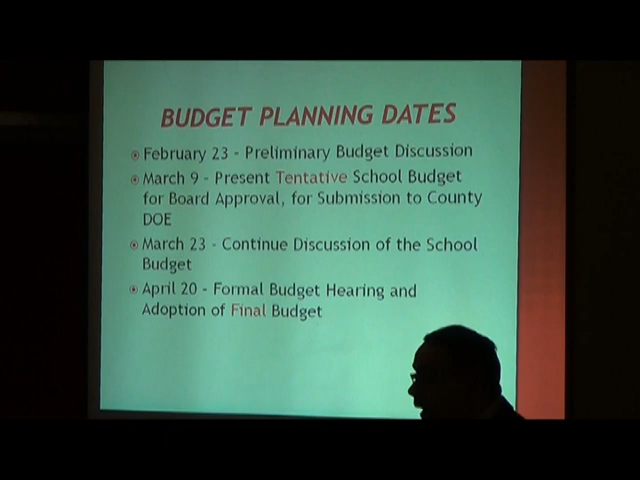 BUDGET PLANNING DATES
February 23 - Preliminary Budget Discussion
March 9 - Present Tentative School Budget
for Board Approval, for Submission to County
DOE
March 23 - Continue Discussion of the School
Budget
April 20 - Formal Budget Hearing and
Adoption of Final Budget